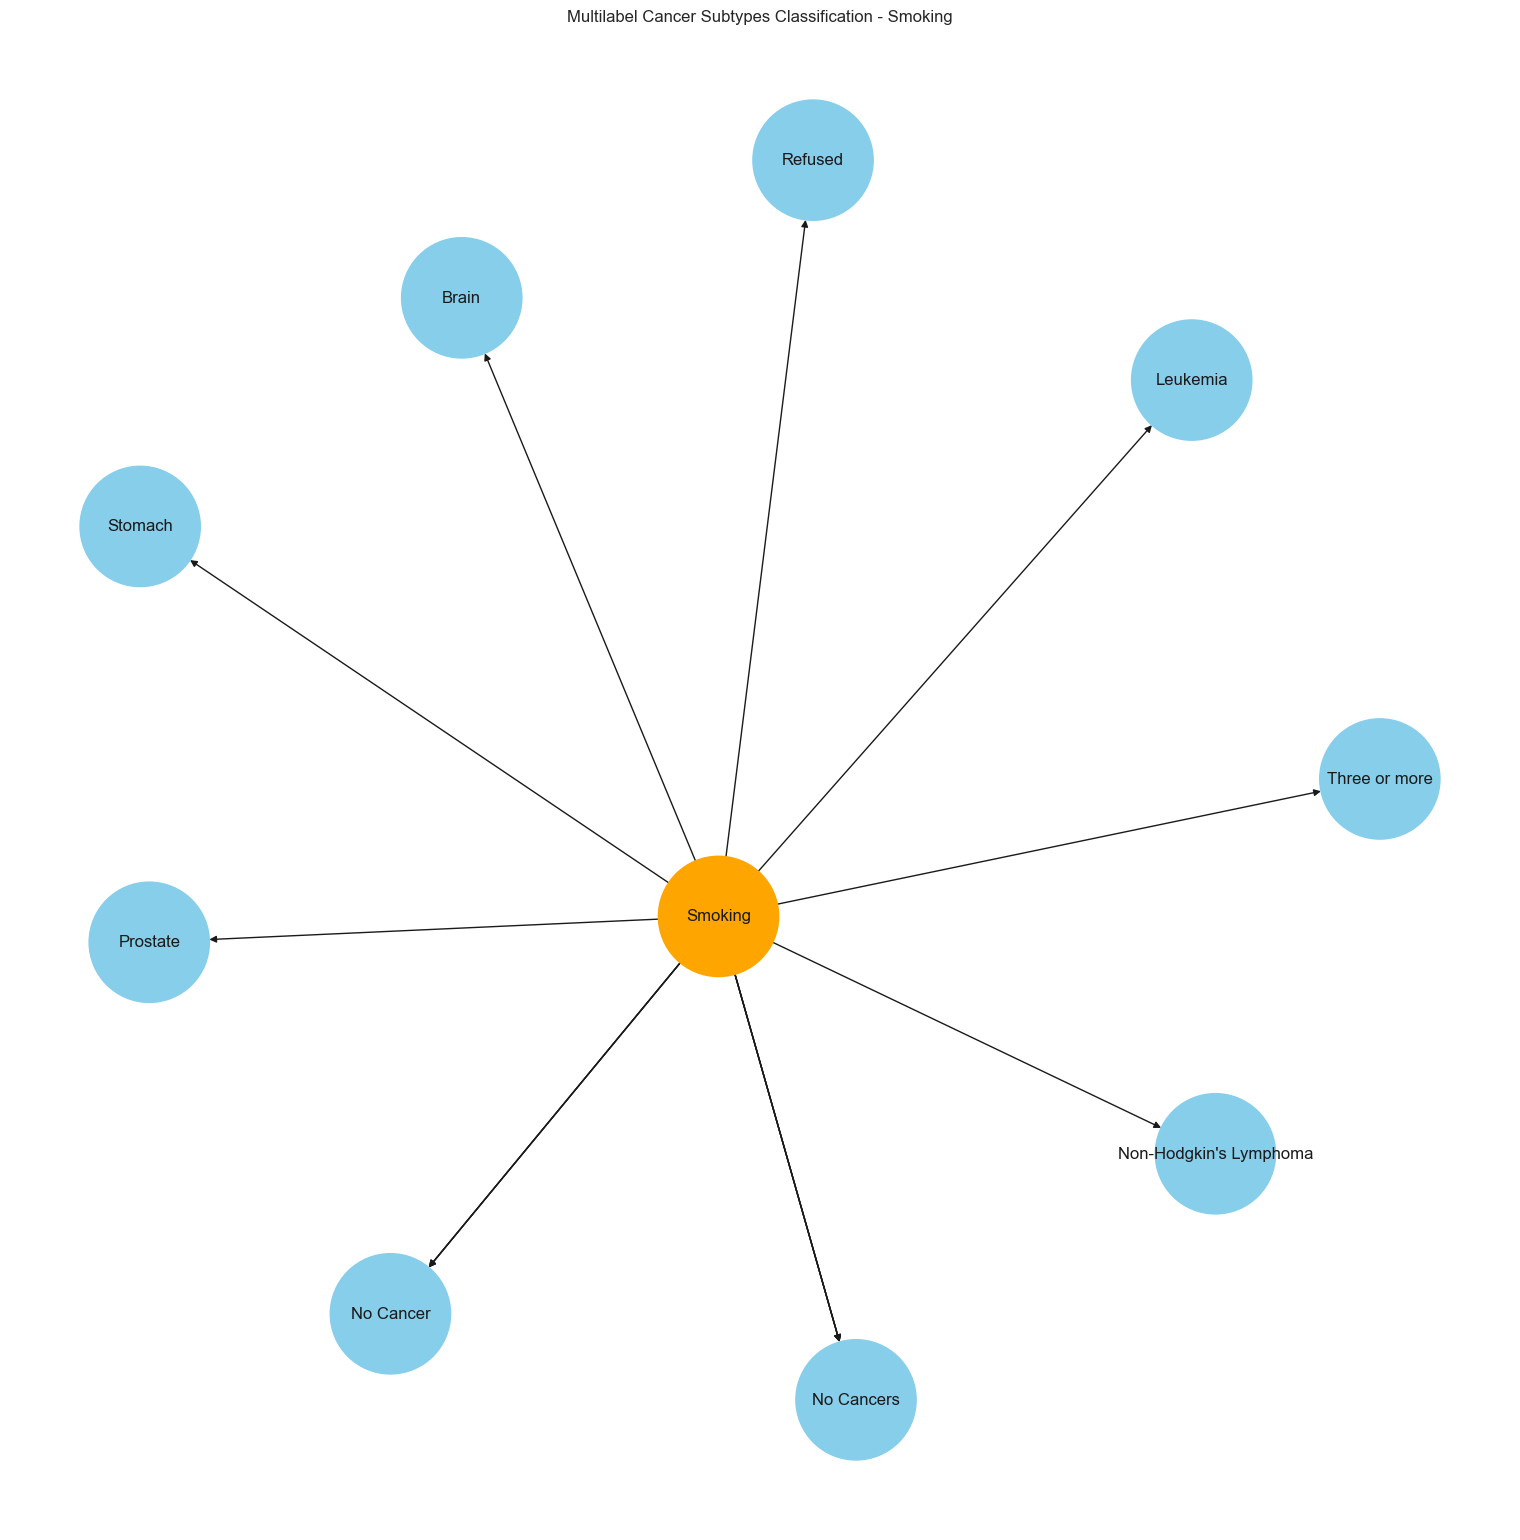 Multilabel Cancer Subtypes Classification - Smoking
Refused
Brain
Leukemia
Stomach
Three or more
Smoking
Prostate
Non-Hodgkin's Lymphoma
No Cancer
No Cancers